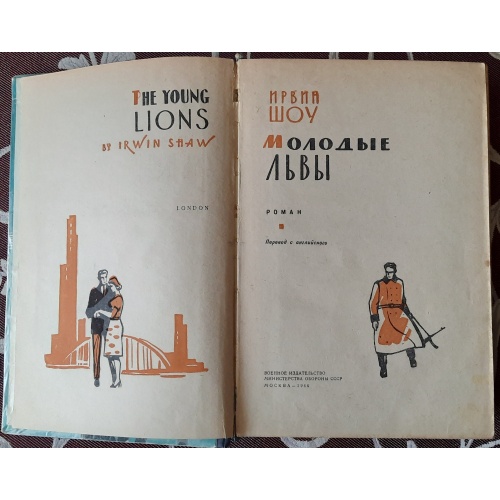 THE YOUNG
LIONS
BY IRWIN SHAW
LONDON
ИРВИН
ШОУ
МОЛОДЫЕ
ЛЬВЫ
РОМАН
Перевод с английского
ВОЕННОЕ ИЗДАТЕЛЬСТВО
МИНИСТЕРСТВА ОБОРОНЫ СССР
МОСКВА —